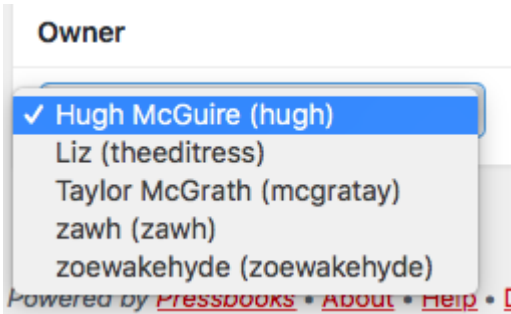 Owner
✓ Hugh McGuire (hugh)
Liz (theeditress)
Taylor McGrath (mcgratay)
zawh (zawh)
zoewakehyde (zoewakehyde)
Powered by Pressbooks • About • Help •